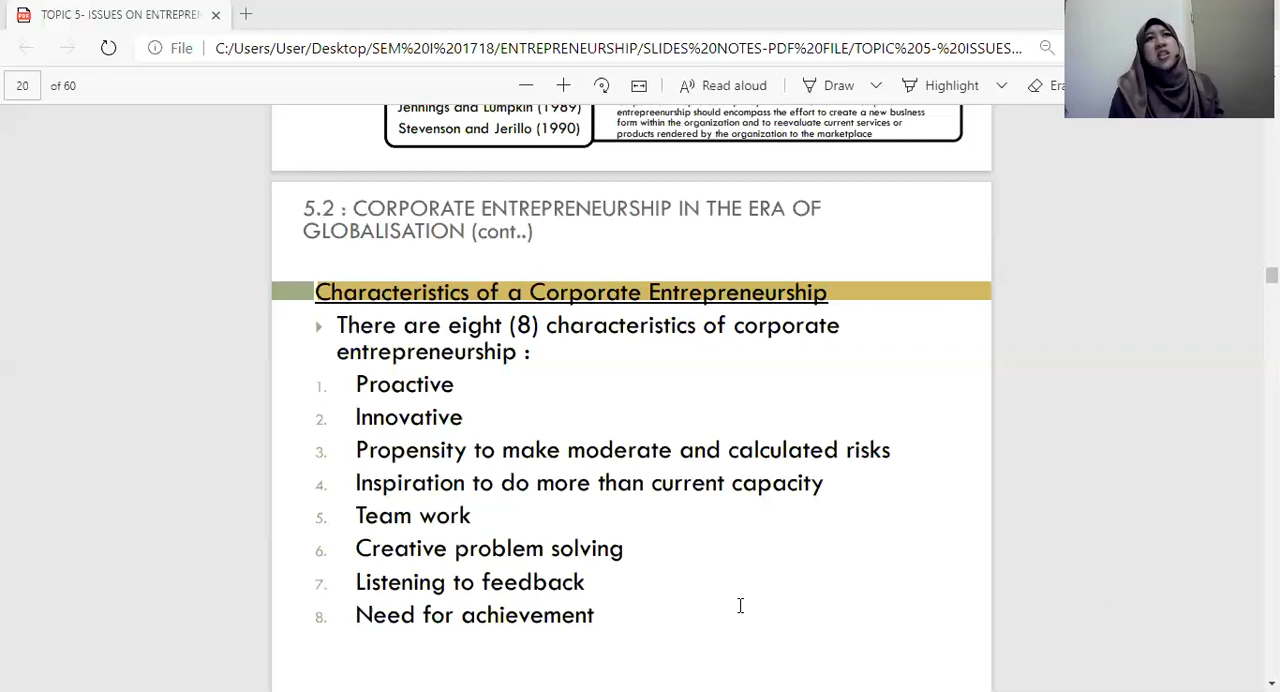 TOPIC 5- ISSUES ON ENTREPREN
File
C:/Users/User/Desktop/SEM%20I%201718/ENTREPRENEURSHIP/SLIDES%20NOTES-PDF%20FILE/TOPIC%205-%20ISSUES...
20 of 60
Read aloud
Draw
Highlight
Era
Jennings and Lumpkin (1989)
Stevenson and Jerillo (1990)
entrepreenurship should encompass the effort to create a new business
form within the organization and to reevaluate current services or
products rendered by the organization to the marketplace
5.2 : CORPORATE ENTREPRENEURSHIP IN THE ERA OF
GLOBALISATION (cont..)
Characteristics of a Corporate Entrepreneurship
There are eight (8) characteristics of corporate
entrepreneurship :
1. Proactive
2. Innovative
3. Propensity to make moderate and calculated risks
4. Inspiration to do more than current capacity
5. Team work
6. Creative problem solving
7. Listening to feedback
8. Need for achievement